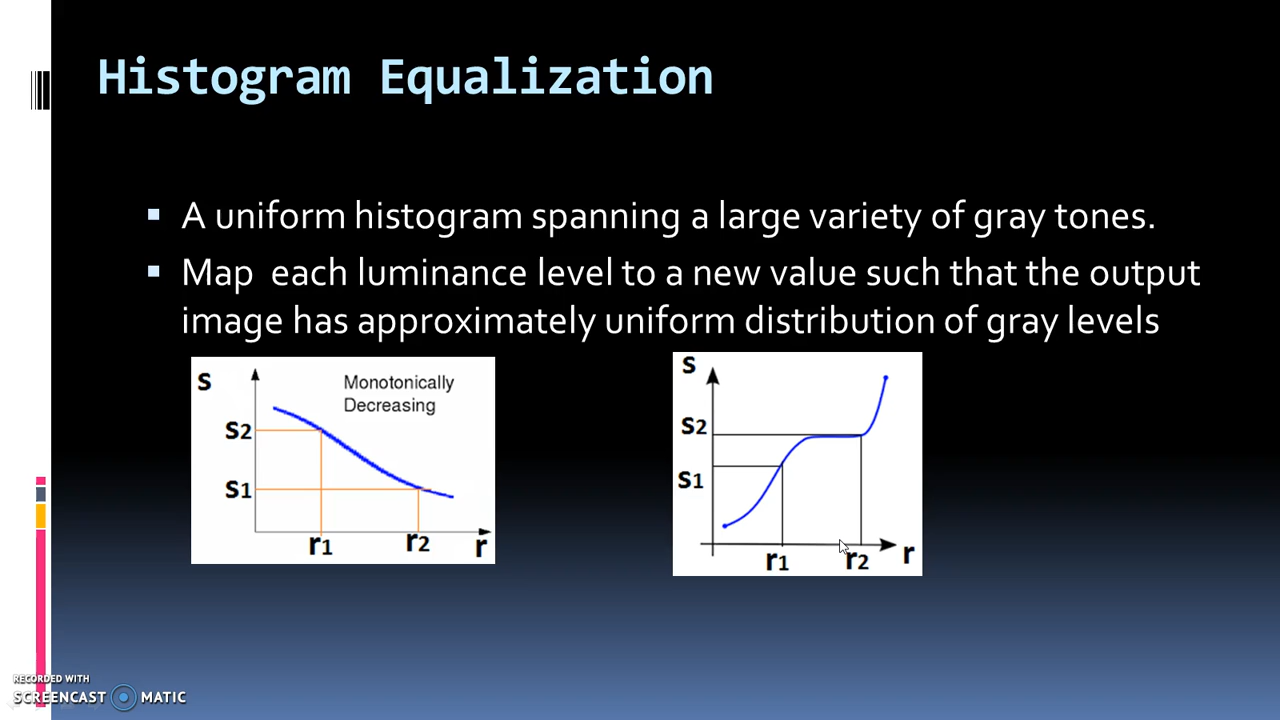 Histogram Equalization
A uniform histogram spanning a large variety of gray tones.
Map each luminance level to a new value such that the output
image has approximately uniform distribution of gray levels
s
Monotonically
Decreasing
s2
s1
r1
r2
r
s
s2
s1
r1
r2
r
RECORDED WITH
SCREENCAST MATIC